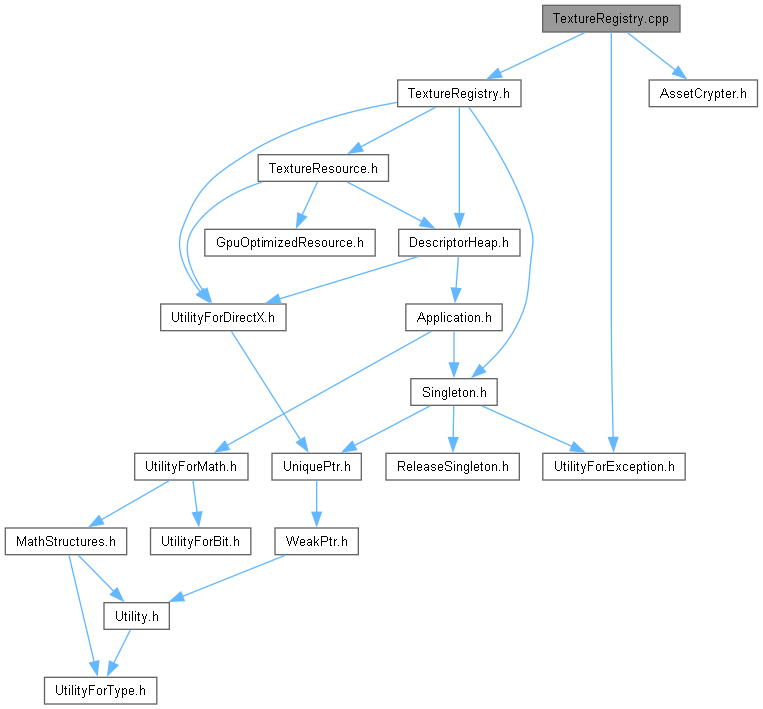 TextureRegistry.cpp
TextureRegistry.h
AssetCrypter.h
TextureResource.h
GpuOptimizedResource.h
DescriptorHeap.h
UtilityForDirectX.h
Application.h
Singleton.h
UtilityForMath.h
UniquePtr.h
ReleaseSingleton.h
UtilityForException.h
MathStructures.h
UtilityForBit.h
WeakPtr.h
Utility.h
UtilityForType.h